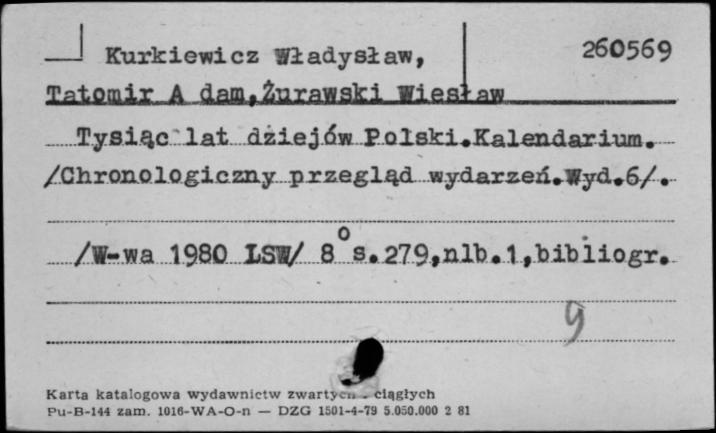 Kurkiewicz Władysław, 260569
Tatomir A dam,Żurawski Wiesław
Tysiąc lat dziejów Polski.Kalendarium.
/Chronologiczny przegląd wydarzeń.Wyd.6/.
/W-wa 1980 LSW/ 8° s.279,nlb.1,bibliogr.
9
Karta katalogowa wydawnictw ciągłych
Pu-B-144 zam. 1016-WA-O-n — DZG 1501-4-79 5.050.000 2 81